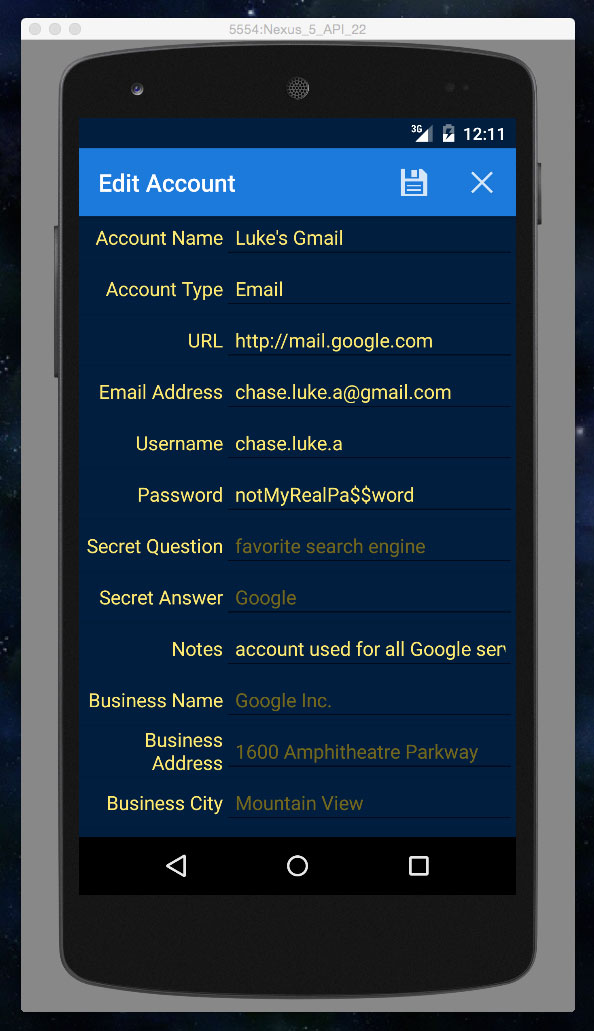 5554:Nexus_5_API_22
3G 12:11
Edit Account
Account Name Luke's Gmail
Account Type Email
URL http://mail.google.com
Email Address chase.luke.a@gmail.com
Username chase.luke.a
Password notMyRealPa$$word
Secret Question favorite search engine
Secret Answer Google
Notes account used for all Google ser
Business Name Google Inc.
Business
Address 1600 Amphitheatre Parkway
Business City Mountain View